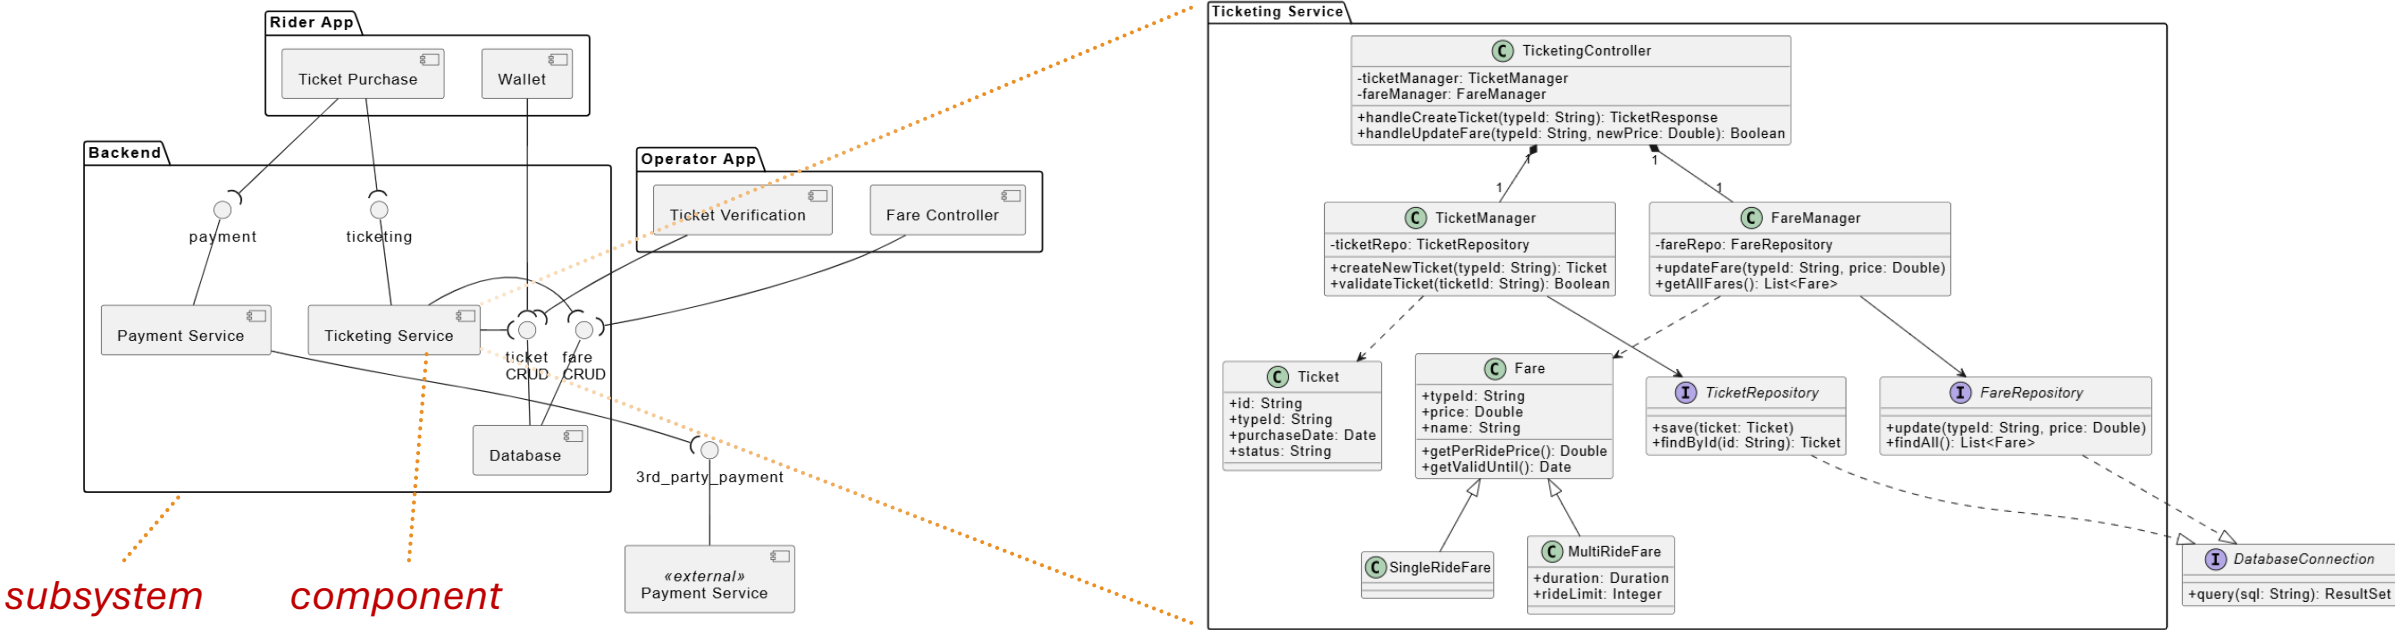 Rider App
Ticket Purchase
Wallet
Backend
payment
ticketing
Operator App
Ticket Verification
Fare Controller
Payment Service
Ticketing Service
ticket
CRUD
fare
CRUD
Database
3rd_party_payment
«external»
Payment Service
subsystem
component
Ticketing Service
C TicketingController
-ticketManager: TicketManager
-fareManager: FareManager
+handleCreateTicket(typeId: String): TicketResponse
+handleUpdateFare(typeId: String, newPrice: Double): Boolean
1
1
1
1
C TicketManager
-ticketRepo: TicketRepository
+createNewTicket(typeId: String): Ticket
+validateTicket(ticketId: String): Boolean
C FareManager
-fareRepo: FareRepository
+updateFare(typeId: String, price: Double)
+getAllFares(): List<Fare>
C Ticket
+id: String
+typeId: String
+purchaseDate: Date
+status: String
C Fare
+typeId: String
+price: Double
+name: String
+getPerRidePrice(): Double
+getValidUntil(): Date
I TicketRepository
+save(ticket: Ticket)
+findById(id: String): Ticket
I FareRepository
+update(typeId: String, price: Double)
+findAll(): List<Fare>
C SingleRideFare
C MultiRideFare
+duration: Duration
+rideLimit: Integer
I DatabaseConnection
+query(sql: String): ResultSet